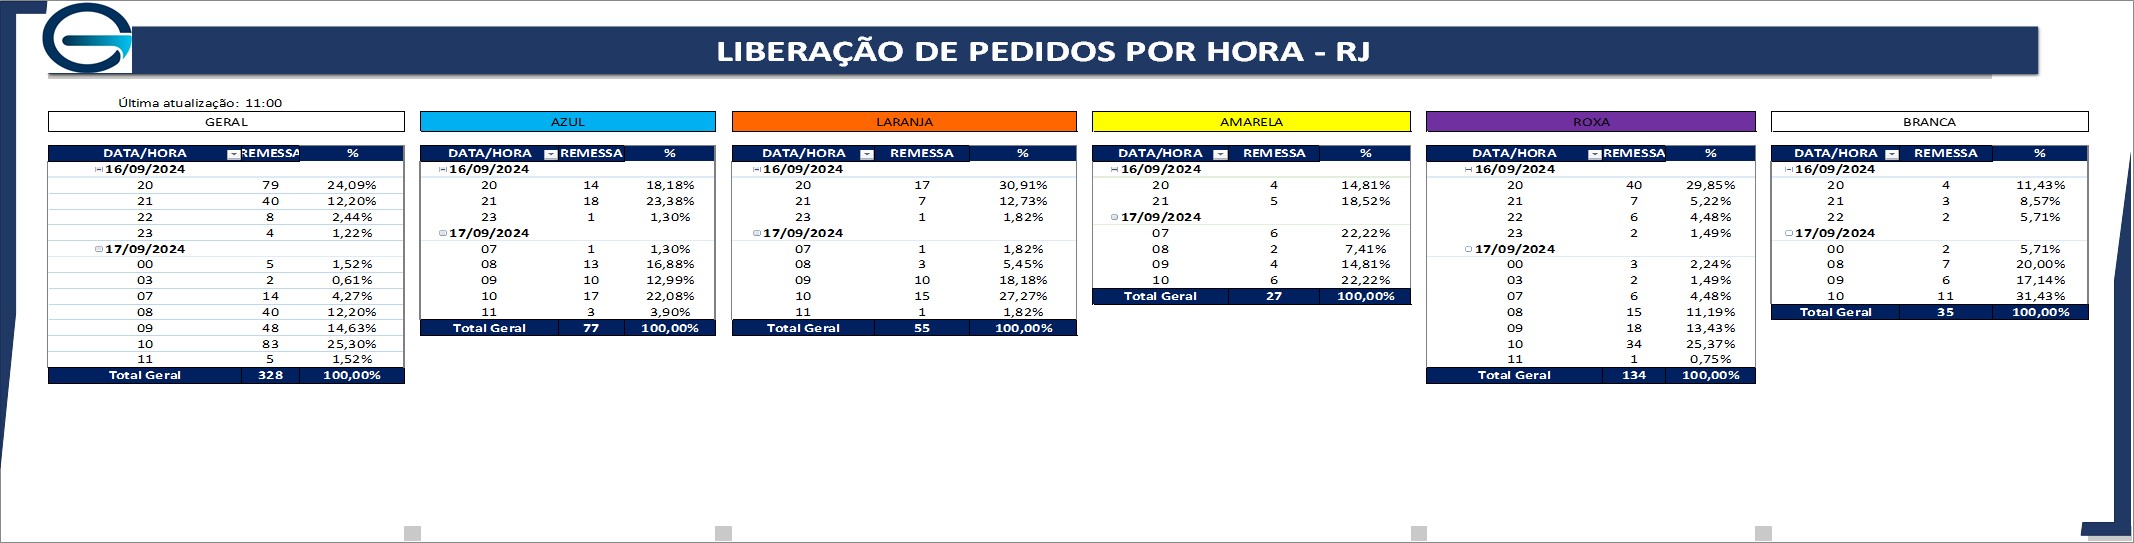 LIBERAÇÃO DE PEDIDOS POR HORA - RJ
Última atualização: 11:00
GERAL
DATA/HORA REMESSA %
16/09/2024
20 79 24,09%
21 40 12,20%
22 8 2,44%
23 4 1,22%
17/09/2024
00 5 1,52%
03 2 0,61%
07 14 4,27%
08 40 12,20%
09 48 14,63%
10 83 25,30%
11 5 1,52%
Total Geral 328 100,00%
AZUL
DATA/HORA REMESSA %
16/09/2024
20 14 18,18%
21 18 23,38%
23 1 1,30%
17/09/2024
07 1 1,30%
08 13 16,88%
09 10 12,99%
10 17 22,08%
11 3 3,90%
Total Geral 77 100,00%
LARANJA
DATA/HORA REMESSA %
16/09/2024
20 17 30,91%
21 7 12,73%
23 1 1,82%
17/09/2024
07 1 1,82%
08 3 5,45%
09 10 18,18%
10 15 27,27%
11 1 1,82%
Total Geral 55 100,00%
AMARELA
DATA/HORA REMESSA %
16/09/2024
20 4 14,81%
21 5 18,52%
17/09/2024
07 6 22,22%
08 2 7,41%
09 4 14,81%
10 6 22,22%
Total Geral 27 100,00%
ROXA
DATA/HORA REMESSA %
16/09/2024
20 40 29,85%
21 7 5,22%
22 6 4,48%
23 2 1,49%
17/09/2024
00 3 2,24%
03 2 1,49%
07 6 4,48%
08 15 11,19%
09 18 13,43%
10 34 25,37%
11 1 0,75%
Total Geral 134 100,00%
BRANCA
DATA/HORA REMESSA %
16/09/2024
20 4 11,43%
21 3 8,57%
22 2 5,71%
17/09/2024
00 2 5,71%
08 7 20,00%
09 6 17,14%
10 11 31,43%
Total Geral 35 100,00%